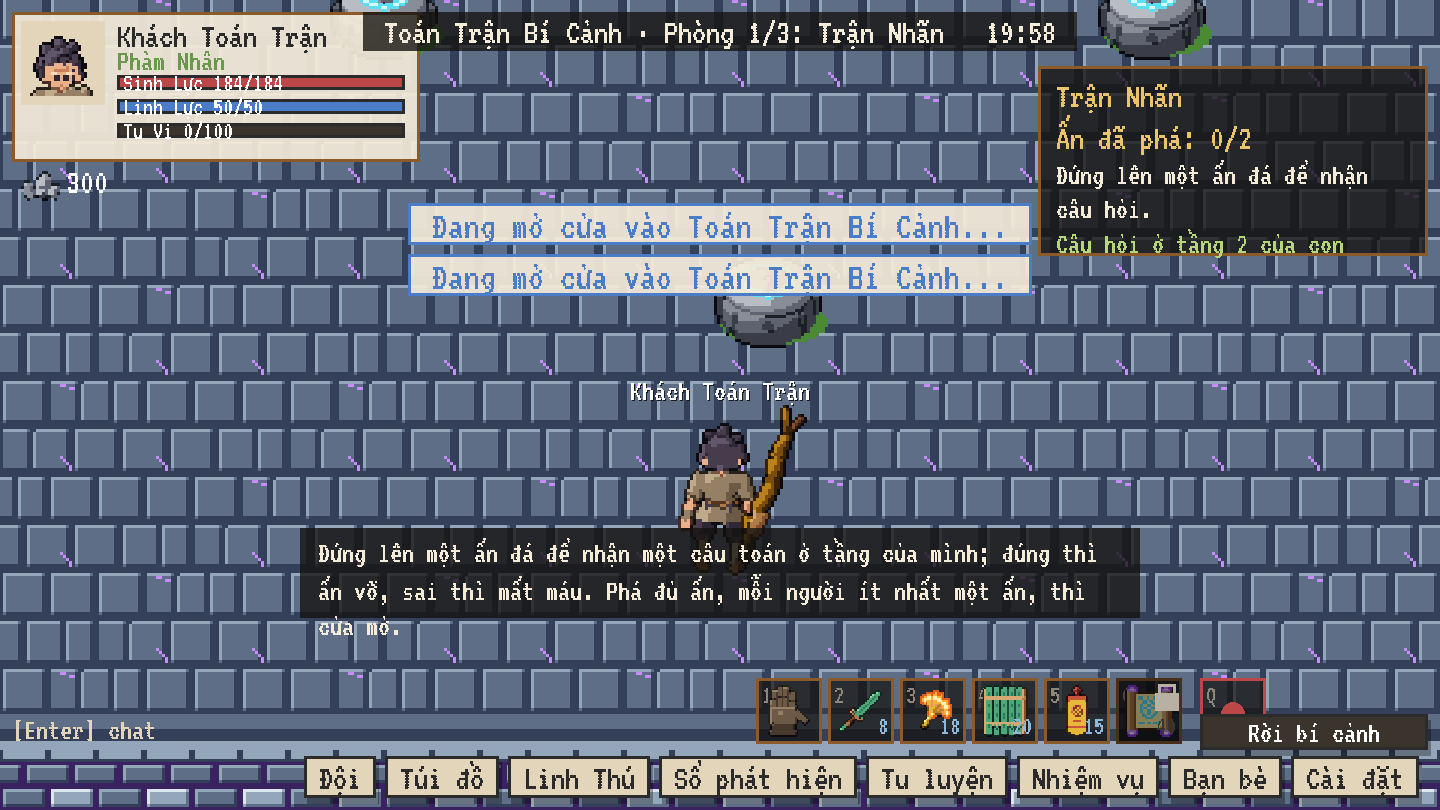 Khách Toán Trận
Phàm Nhân
Sinh Lực 184/184
Linh Lực 50/50
Tu Vi 0/100
300
Toán Trận Bí Cảnh · Phòng 1/3: Trận Nhãn 19:58
Trận Nhãn
Ấn đã phá: 0/2
Đứng lên một ấn đá để nhận
câu hỏi.
Câu hỏi ở tầng 2 của con
Đang mở cửa vào Toán Trận Bí Cảnh...
Đang mở cửa vào Toán Trận Bí Cảnh...
Khách Toán Trận
Đứng lên một ấn đá để nhận một câu toán ở tầng của mình; đúng thì
ấn vỡ, sai thì mất máu. Phá đủ ấn, mỗi người ít nhất một ấn, thì
cửa mở.
1
2 8
3 18
4 20
5 15
Q
[Enter] chat
Rời bí cảnh
Đội
Túi đồ
Linh Thú
Sổ phát hiện
Tu luyện
Nhiệm vụ
Bạn bè
Cài đặt